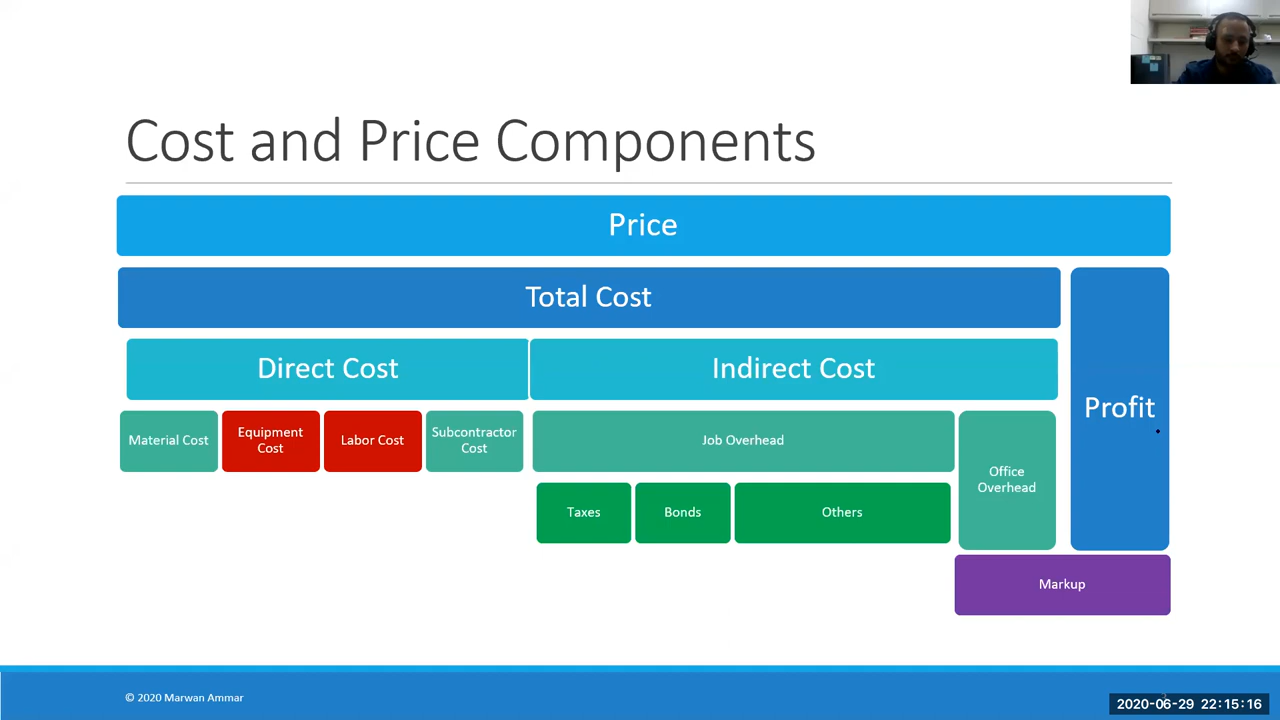 Cost and Price Components
Price
Total Cost
Profit
Direct Cost
Indirect Cost
Material Cost
Equipment
Cost
Labor Cost
Subcontractor
Cost
Job Overhead
Office
Overhead
Taxes
Bonds
Others
Markup
© 2020 Marwan Ammar
2020-06-29 22:15:16